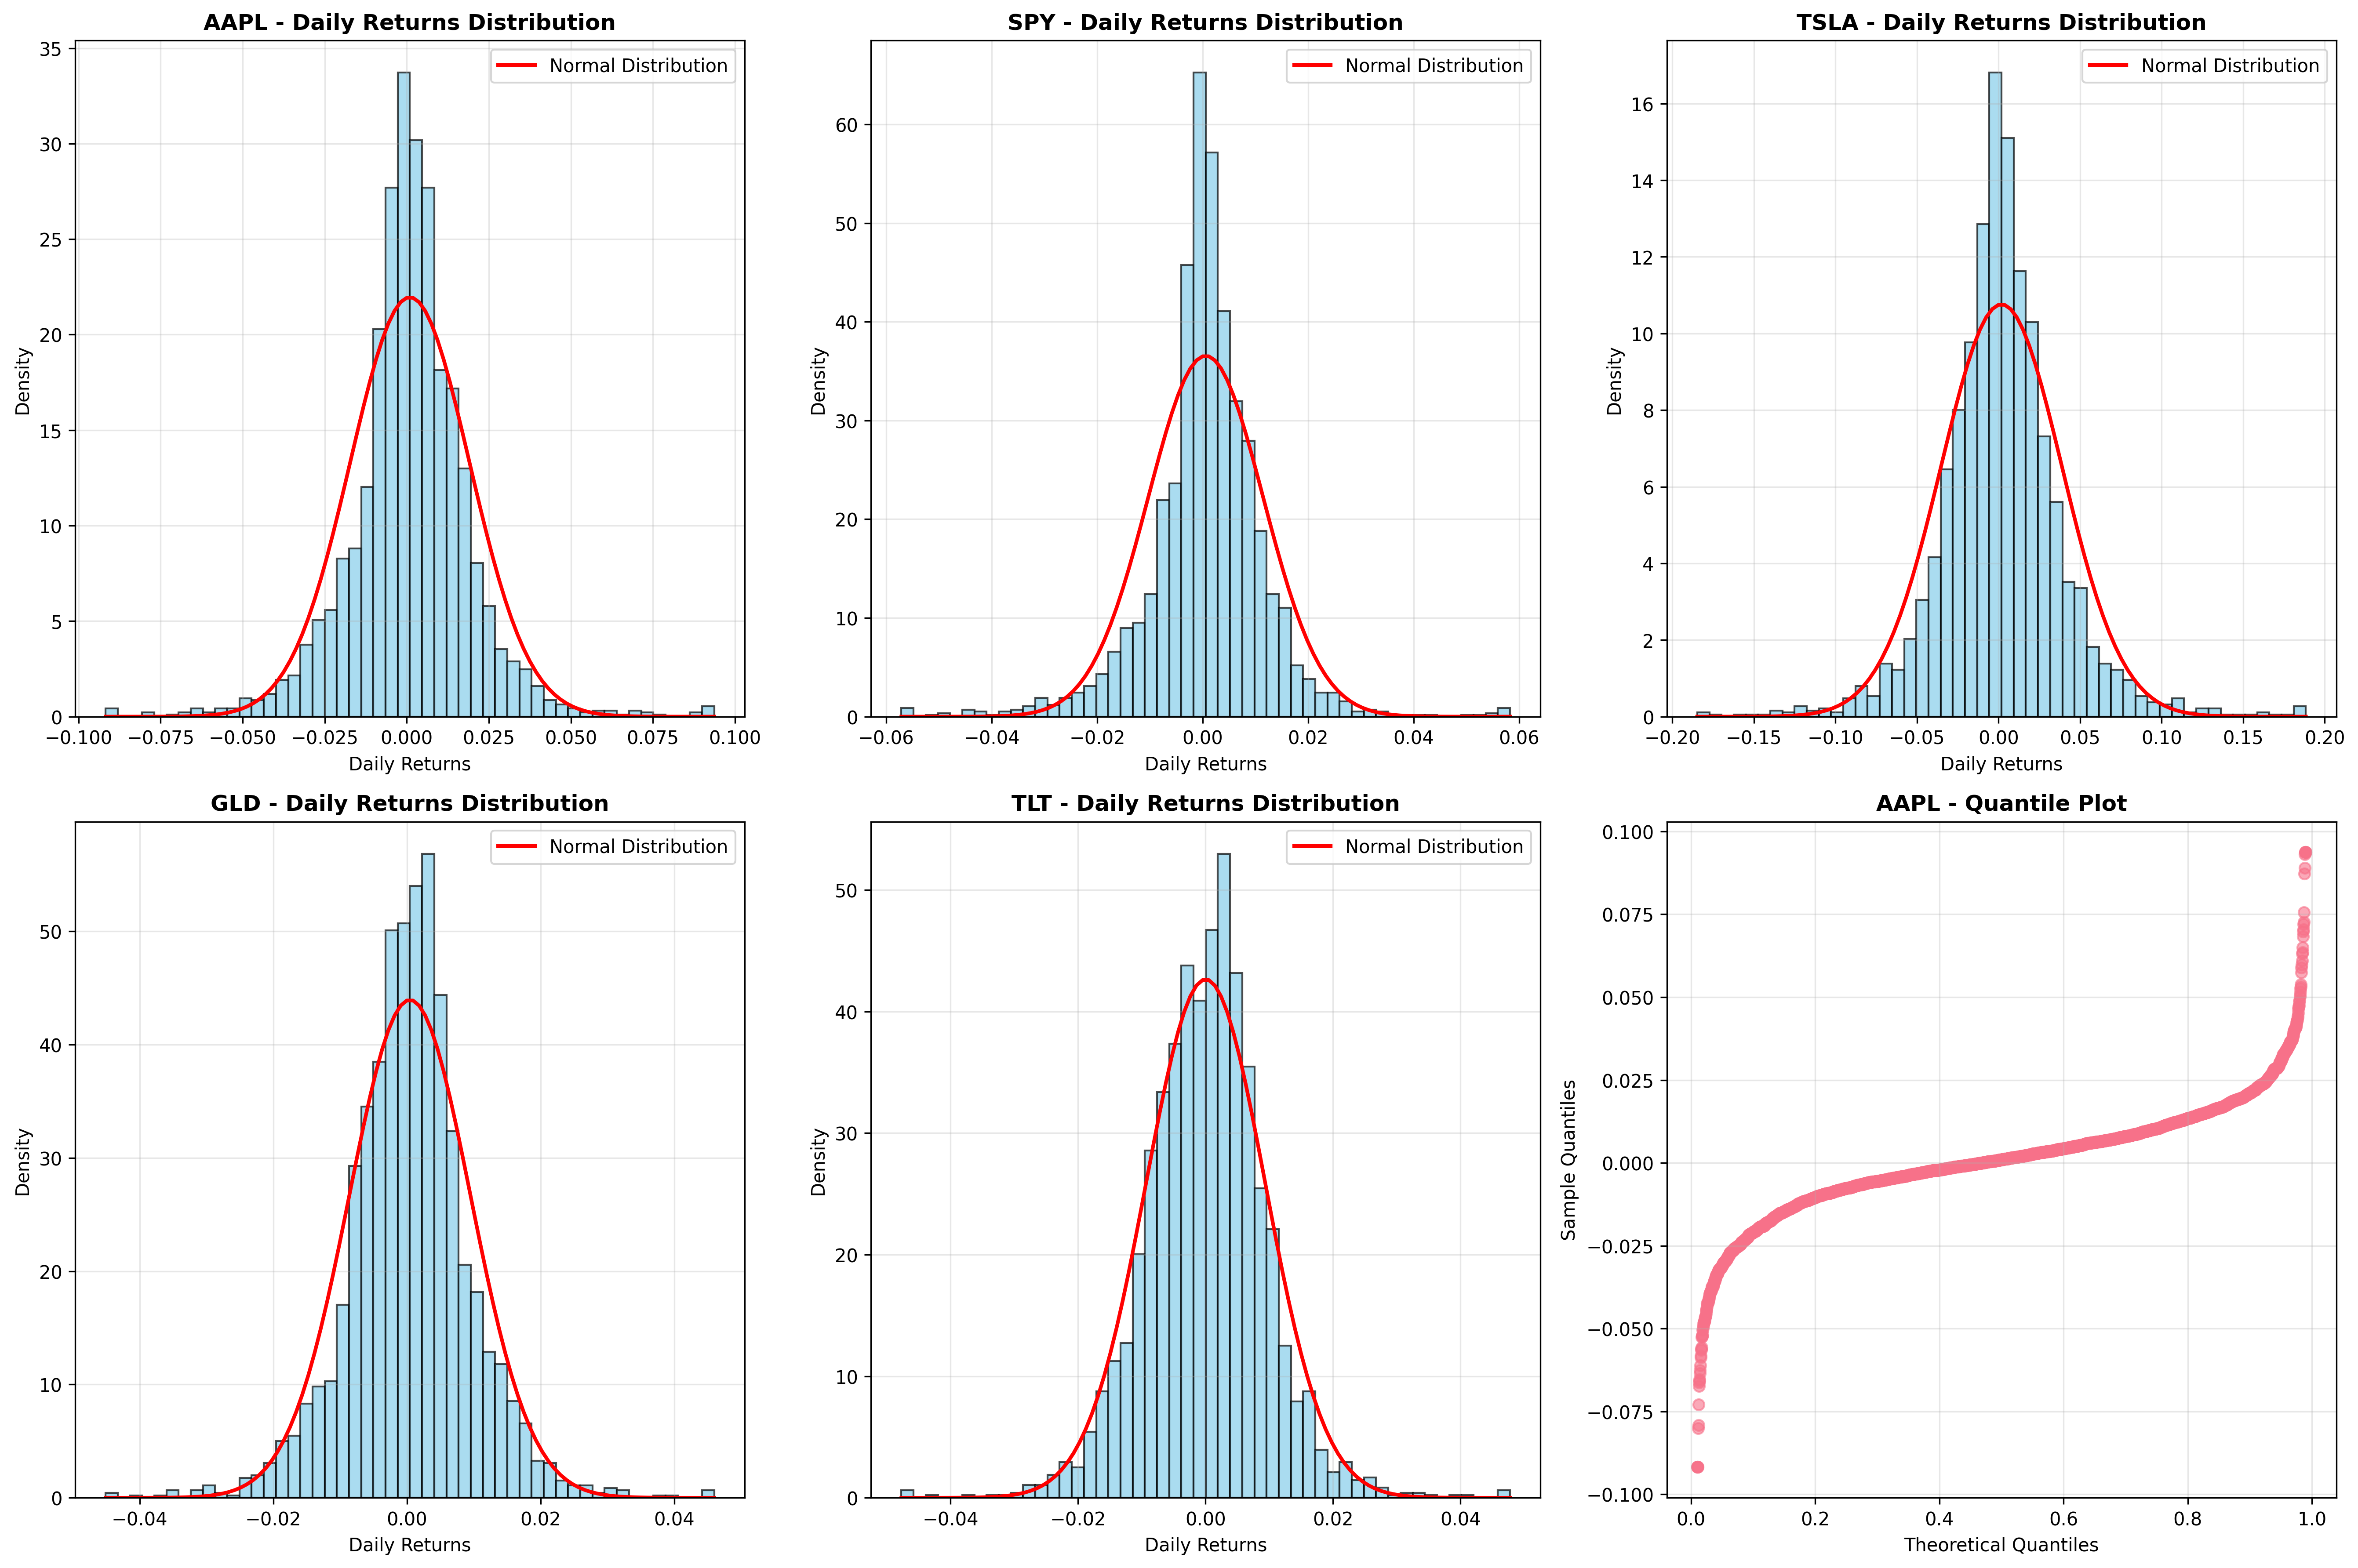 AAPL - Daily Returns Distribution
Normal Distribution
35
30
25
20
15
10
5
0
Density
−0.100 −0.075 −0.050 −0.025 0.000 0.025 0.050 0.075 0.100
Daily Returns
SPY - Daily Returns Distribution
Normal Distribution
60
50
40
30
20
10
0
Density
−0.06 −0.04 −0.02 0.00 0.02 0.04 0.06
Daily Returns
TSLA - Daily Returns Distribution
Normal Distribution
16
14
12
10
8
6
4
2
0
Density
−0.20 −0.15 −0.10 −0.05 0.00 0.05 0.10 0.15 0.20
Daily Returns
GLD - Daily Returns Distribution
Normal Distribution
50
40
30
20
10
0
Density
−0.04 −0.02 0.00 0.02 0.04
Daily Returns
TLT - Daily Returns Distribution
Normal Distribution
50
40
30
20
10
0
Density
−0.04 −0.02 0.00 0.02 0.04
Daily Returns
AAPL - Quantile Plot
0.100
0.075
0.050
0.025
0.000
−0.025
−0.050
−0.075
−0.100
Sample Quantiles
0.0 0.2 0.4 0.6 0.8 1.0
Theoretical Quantiles